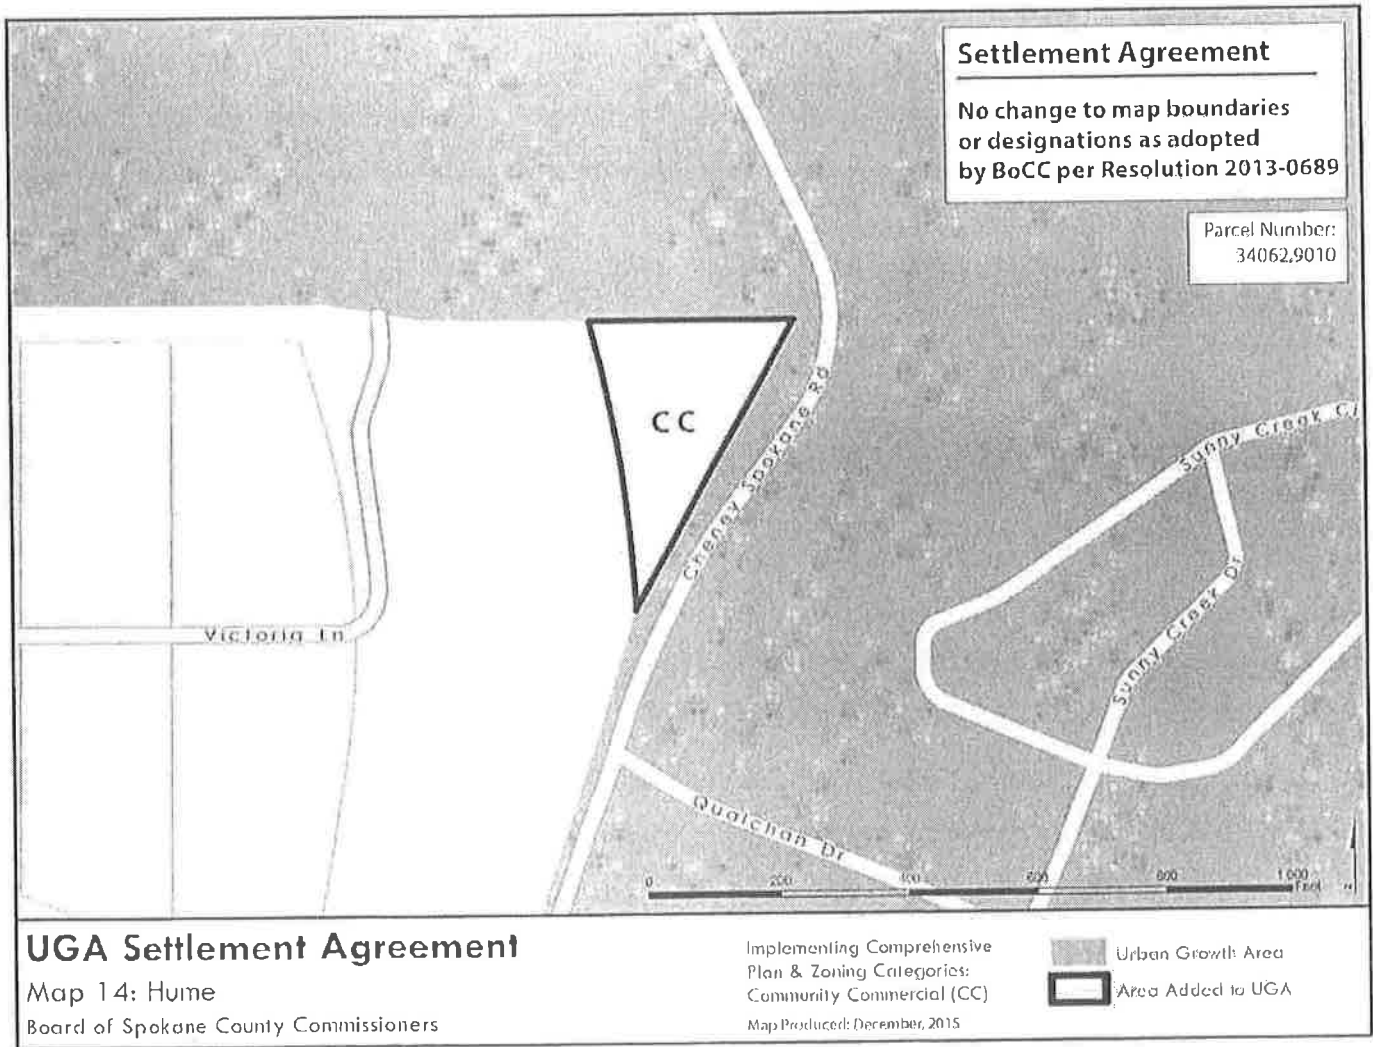 Settlement Agreement
No change to map boundaries
or designations as adopted
by BoCC per Resolution 2013-0689
Parcel Number:
34062.9010
CC
Cheney Spokane Rd
Sunny Creek
Sunny Creek Dr
Victoria Ln
Qualchan Dr
0 200 400 600 800 1,000
Feet
N
UGA Settlement Agreement
Map 14: Hume
Board of Spokane County Commissioners
Implementing Comprehensive
Plan & Zoning Categories:
Community Commercial (CC)
Map Produced: December, 2015
Urban Growth Area
Area Added to UGA